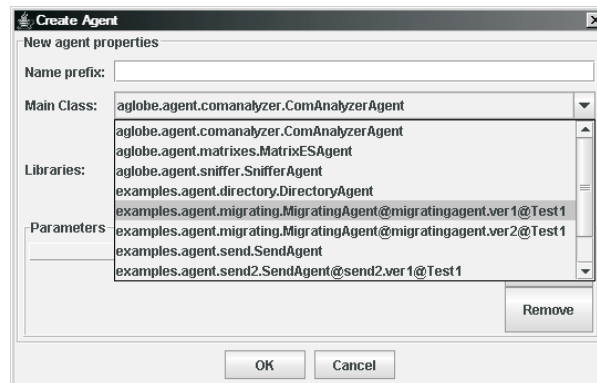 Create Agent
New agent properties
Name prefix:
Main Class: aglobe.agent.comanalyzer.ComAnalyzerAgent
aglobe.agent.comanalyzer.ComAnalyzerAgent
aglobe.agent.matrixes.MatrixESAgent
Libraries: aglobe.agent.sniffer.SnifferAgent
examples.agent.directory.DirectoryAgent
examples.agent.migrating.MigratingAgent@migratingagent.ver1@Test1
Parameters examples.agent.migrating.MigratingAgent@migratingagent.ver2@Test1
examples.agent.send.SendAgent
examples.agent.send2.SendAgent@send2.ver1@Test1
Remove
OK Cancel